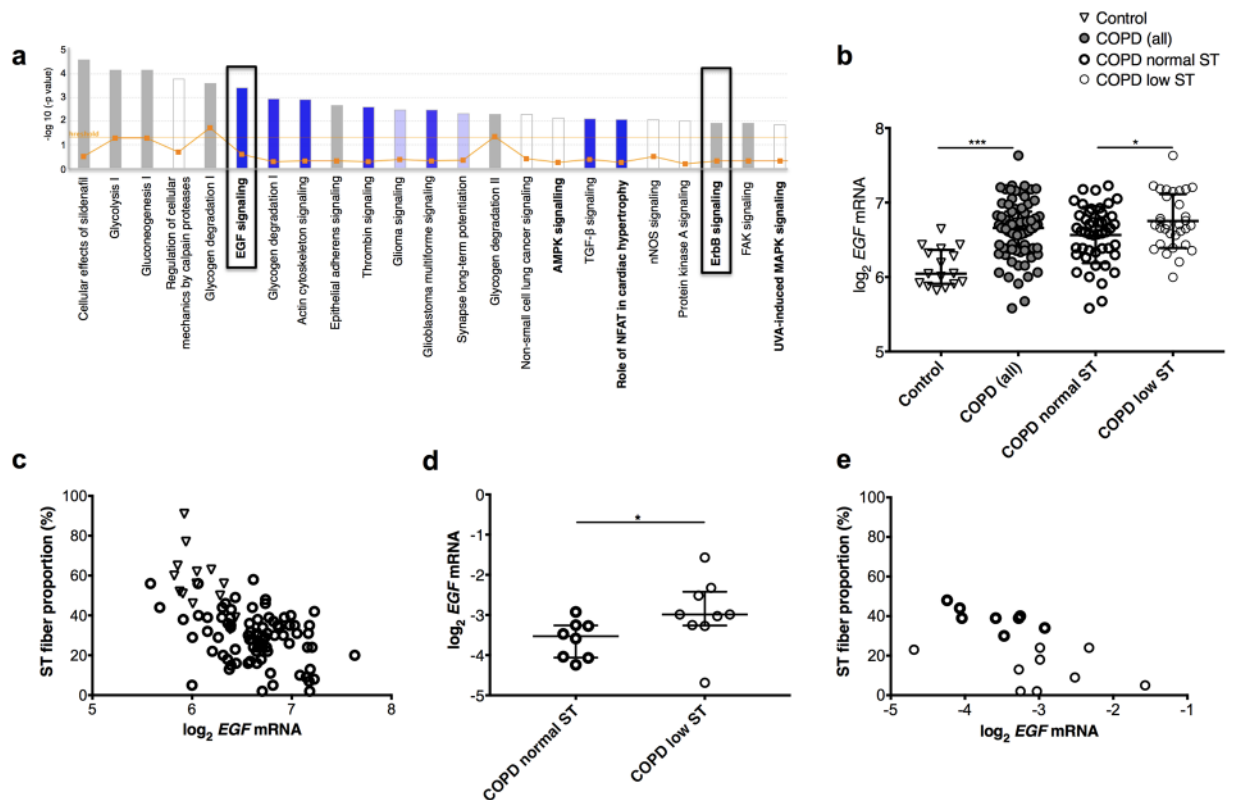 a
-log 10 (-p value)
5
4
3
2
1
0
Cellular effects of sildenafil
Glycolysis I
Gluconeogenesis I
Regulation of cellular
mechanics by calpain proteases
Glycogen degradation I
EGF signaling
Glycogen degradation I
Actin cytoskeleton signaling
Epithelial adherens signaling
Thrombin signaling
Glioma signaling
Glioblastoma multiforme signaling
Synapse long-term potentiation
Glycogen degradation II
Non-small cell lung cancer signaling
AMPK signalling
TGF-β signaling
Role of NFAT in cardiac hypertrophy
nNOS signaling
Protein kinase A signaling
ErbB signaling
FAK signaling
UVA-induced MAPK signaling
b
Control
COPD (all)
COPD normal ST
COPD low ST
log2 EGF mRNA
8
7
6
5
***
*
Control
COPD (all)
COPD normal ST
COPD low ST
c
ST fiber proportion (%)
100
80
60
40
20
0
5 6 7 8
log2 EGF mRNA
d
log2 EGF mRNA
0
-1
-2
-3
-4
-5
*
COPD normal ST
COPD low ST
e
ST fiber proportion (%)
100
80
60
40
20
0
-5 -4 -3 -2 -1
log2 EGF mRNA